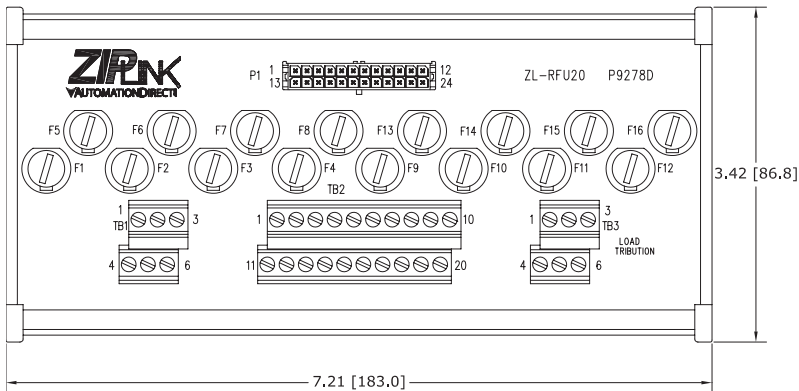 ZIPLINK
AUTOMATIONDIRECT
P1 1 12
13 24
ZL-RFU20 P9278D
F5 F6 F7 F8 F13 F14 F15 F16
F1 F2 F3 F4 F9 F10 F11 F12
TB2
1 3 1 10 1 3
TB1 TB3
LOAD
TRIBUTION
4 6 11 20 4 6
3.42 [86.8]
7.21 [183.0]